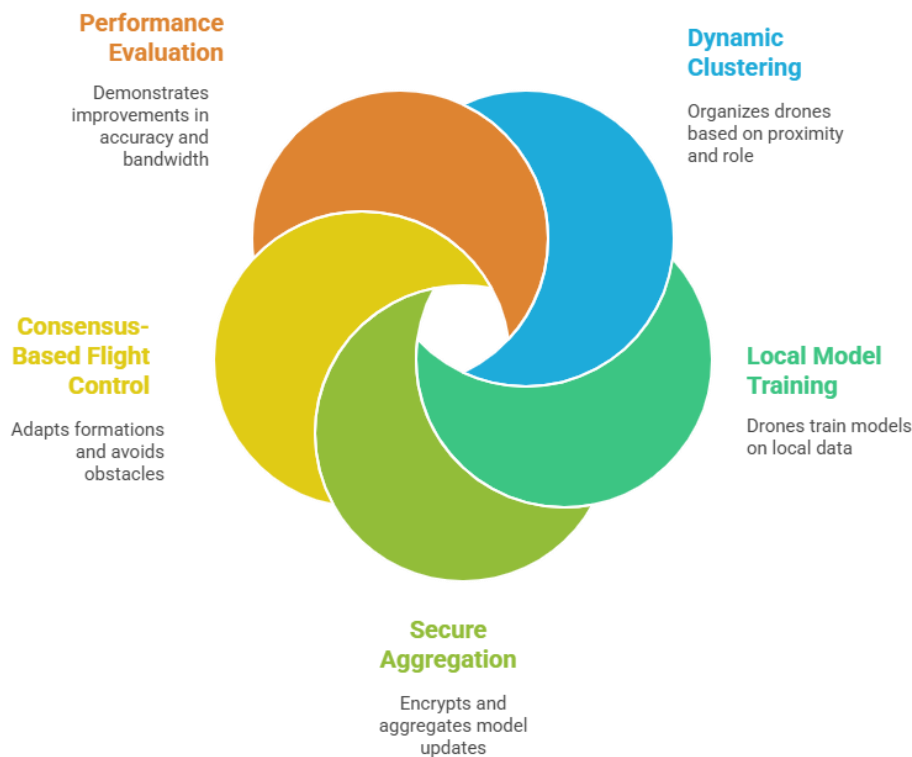 Performance
Evaluation
Demonstrates
improvements in
accuracy and
bandwidth
Dynamic
Clustering
Organizes drones
based on proximity
and role
Consensus-
Based Flight
Control
Adapts formations
and avoids
obstacles
Local Model
Training
Drones train models
on local data
Secure
Aggregation
Encrypts and
aggregates model
updates